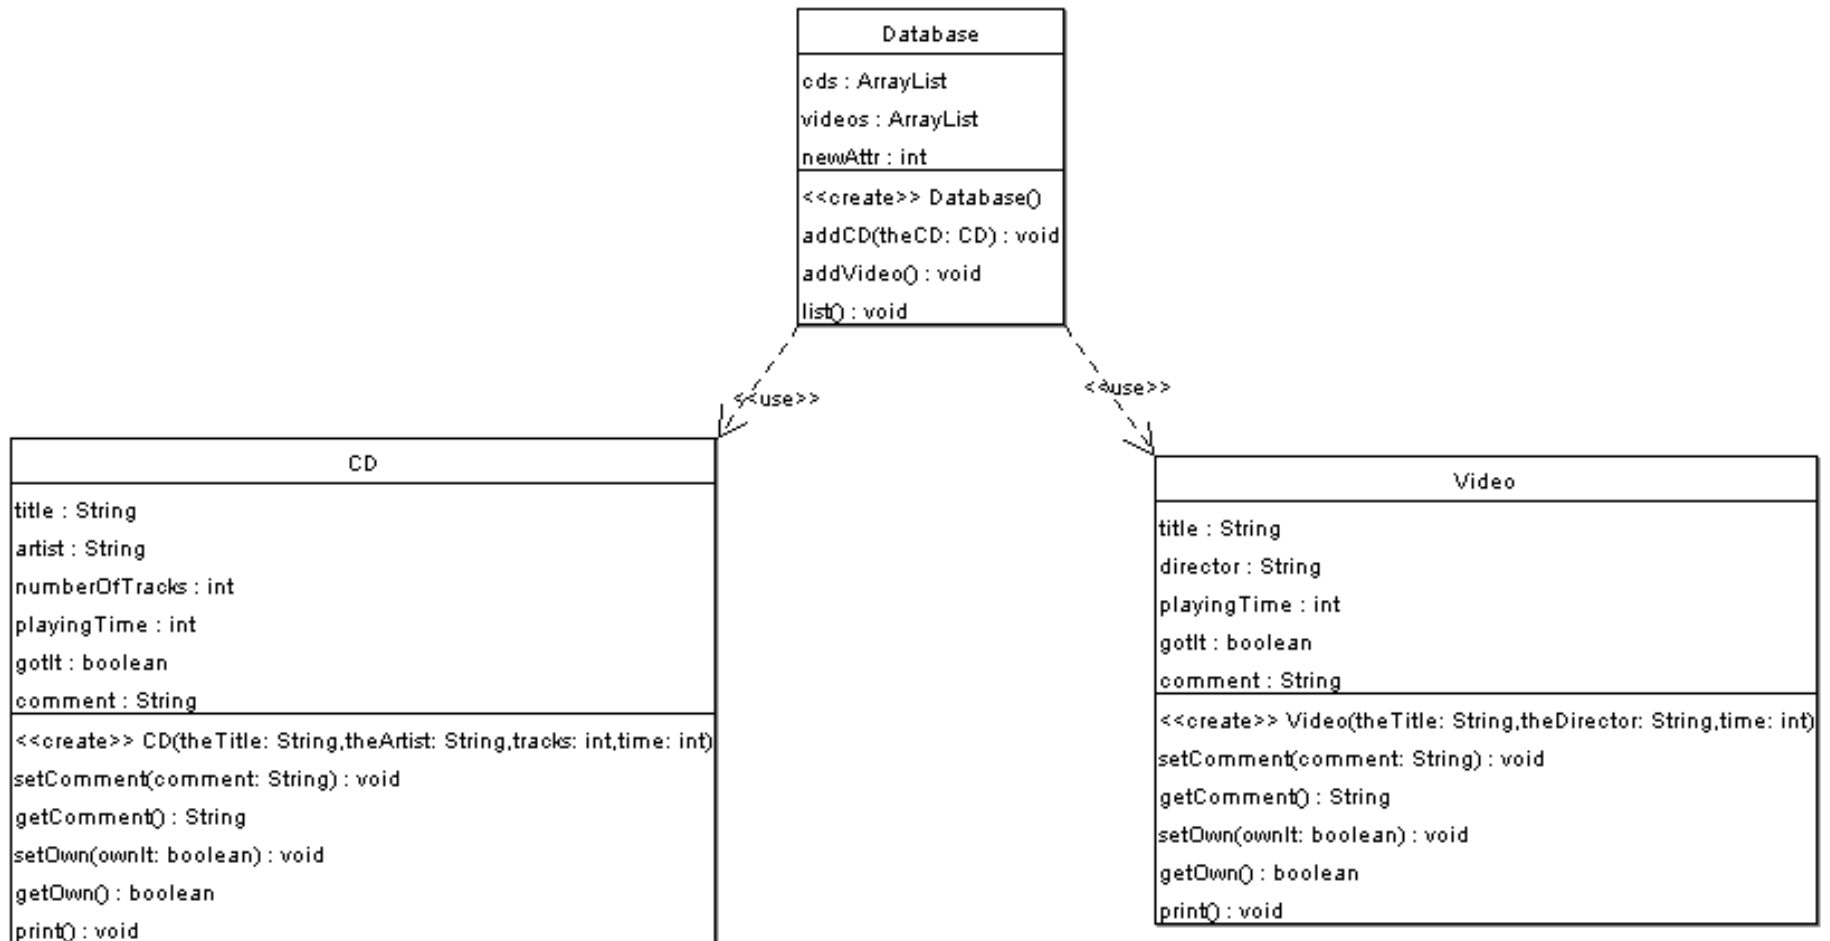 Database
cds : ArrayList
videos : ArrayList
newAttr : int
<<create>> Database()
addCD(theCD: CD) : void
addVideo() : void
list() : void
<<use>>
<<use>>
CD
title : String
artist : String
numberOfTracks : int
playingTime : int
gotIt : boolean
comment : String
<<create>> CD(theTitle: String,theArtist: String,tracks: int,time: int)
setComment(comment: String) : void
getComment() : String
setOwn(ownIt: boolean) : void
getOwn() : boolean
print() : void
Video
title : String
director : String
playingTime : int
gotIt : boolean
comment : String
<<create>> Video(theTitle: String,theDirector: String,time: int)
setComment(comment: String) : void
getComment() : String
setOwn(ownIt: boolean) : void
getOwn() : boolean
print() : void